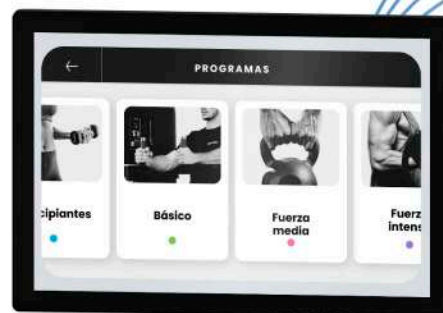 PROGRAMAS
cipiantes
Básico
Fuerza
media
Fuerz
intens